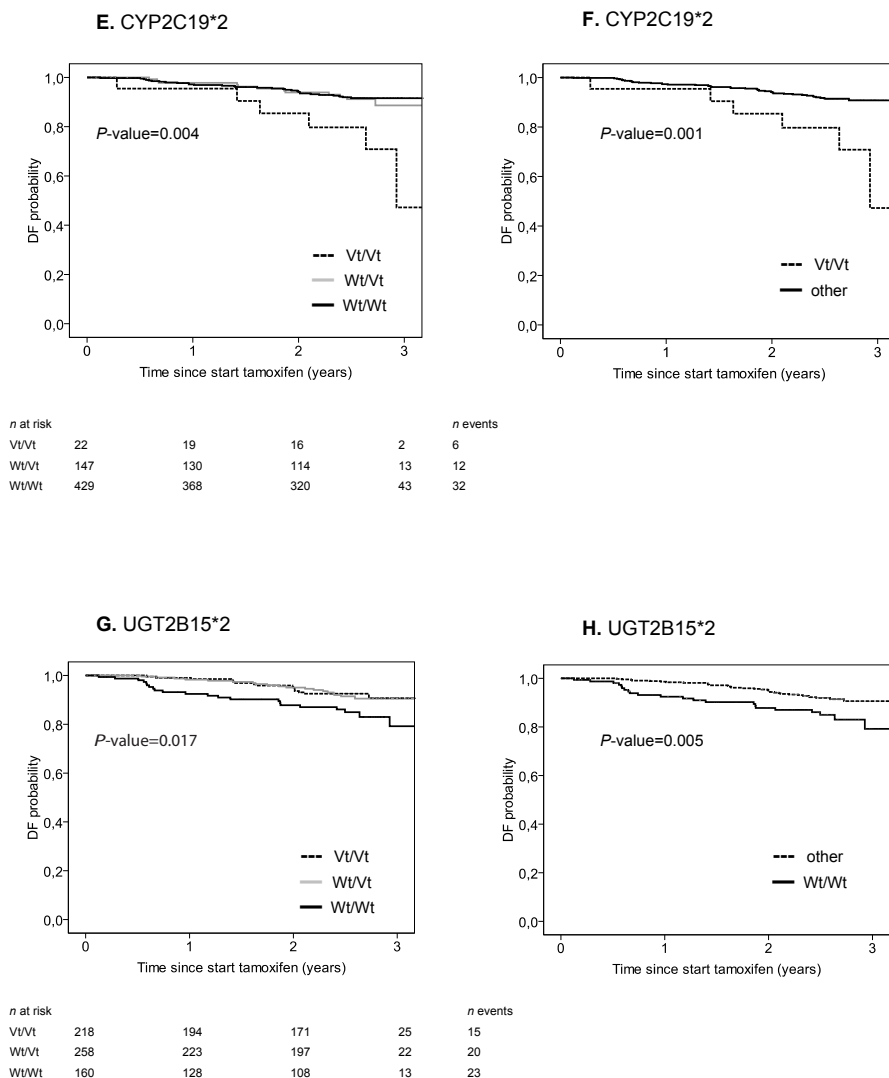 E. CYP2C19*2
1,0
0,8
0,6
0,4
0,2
0,0
DF probability
P-value=0.004
Vt/Vt
Wt/Vt
Wt/Wt
0 1 2 3
Time since start tamoxifen (years)
F. CYP2C19*2
1,0
0,8
0,6
0,4
0,2
0,0
DF probability
P-value=0.001
Vt/Vt
other
0 1 2 3
Time since start tamoxifen (years)
n at risk n events
Vt/Vt 22 19 16 2 6
Wt/Vt 147 130 114 13 12
Wt/Wt 429 368 320 43 32
G. UGT2B15*2
1,0
0,8
0,6
0,4
0,2
0,0
DF probability
P-value=0.017
Vt/Vt
Wt/Vt
Wt/Wt
0 1 2 3
Time since start tamoxifen (years)
H. UGT2B15*2
1,0
0,8
0,6
0,4
0,2
0,0
DF probability
P-value=0.005
other
Wt/Wt
0 1 2 3
Time since start tamoxifen (years)
n at risk n events
Vt/Vt 218 194 171 25 15
Wt/Vt 258 223 197 22 20
Wt/Wt 160 128 108 13 23